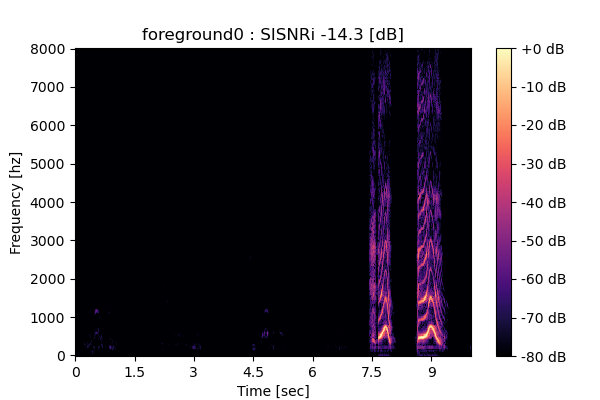 foreground0 : SISNRi -14.3 [dB]
Frequency [hz]
8000
7000
6000
5000
4000
3000
2000
1000
0
0 1.5 3 4.5 6 7.5 9
Time [sec]
+0 dB
-10 dB
-20 dB
-30 dB
-40 dB
-50 dB
-60 dB
-70 dB
-80 dB